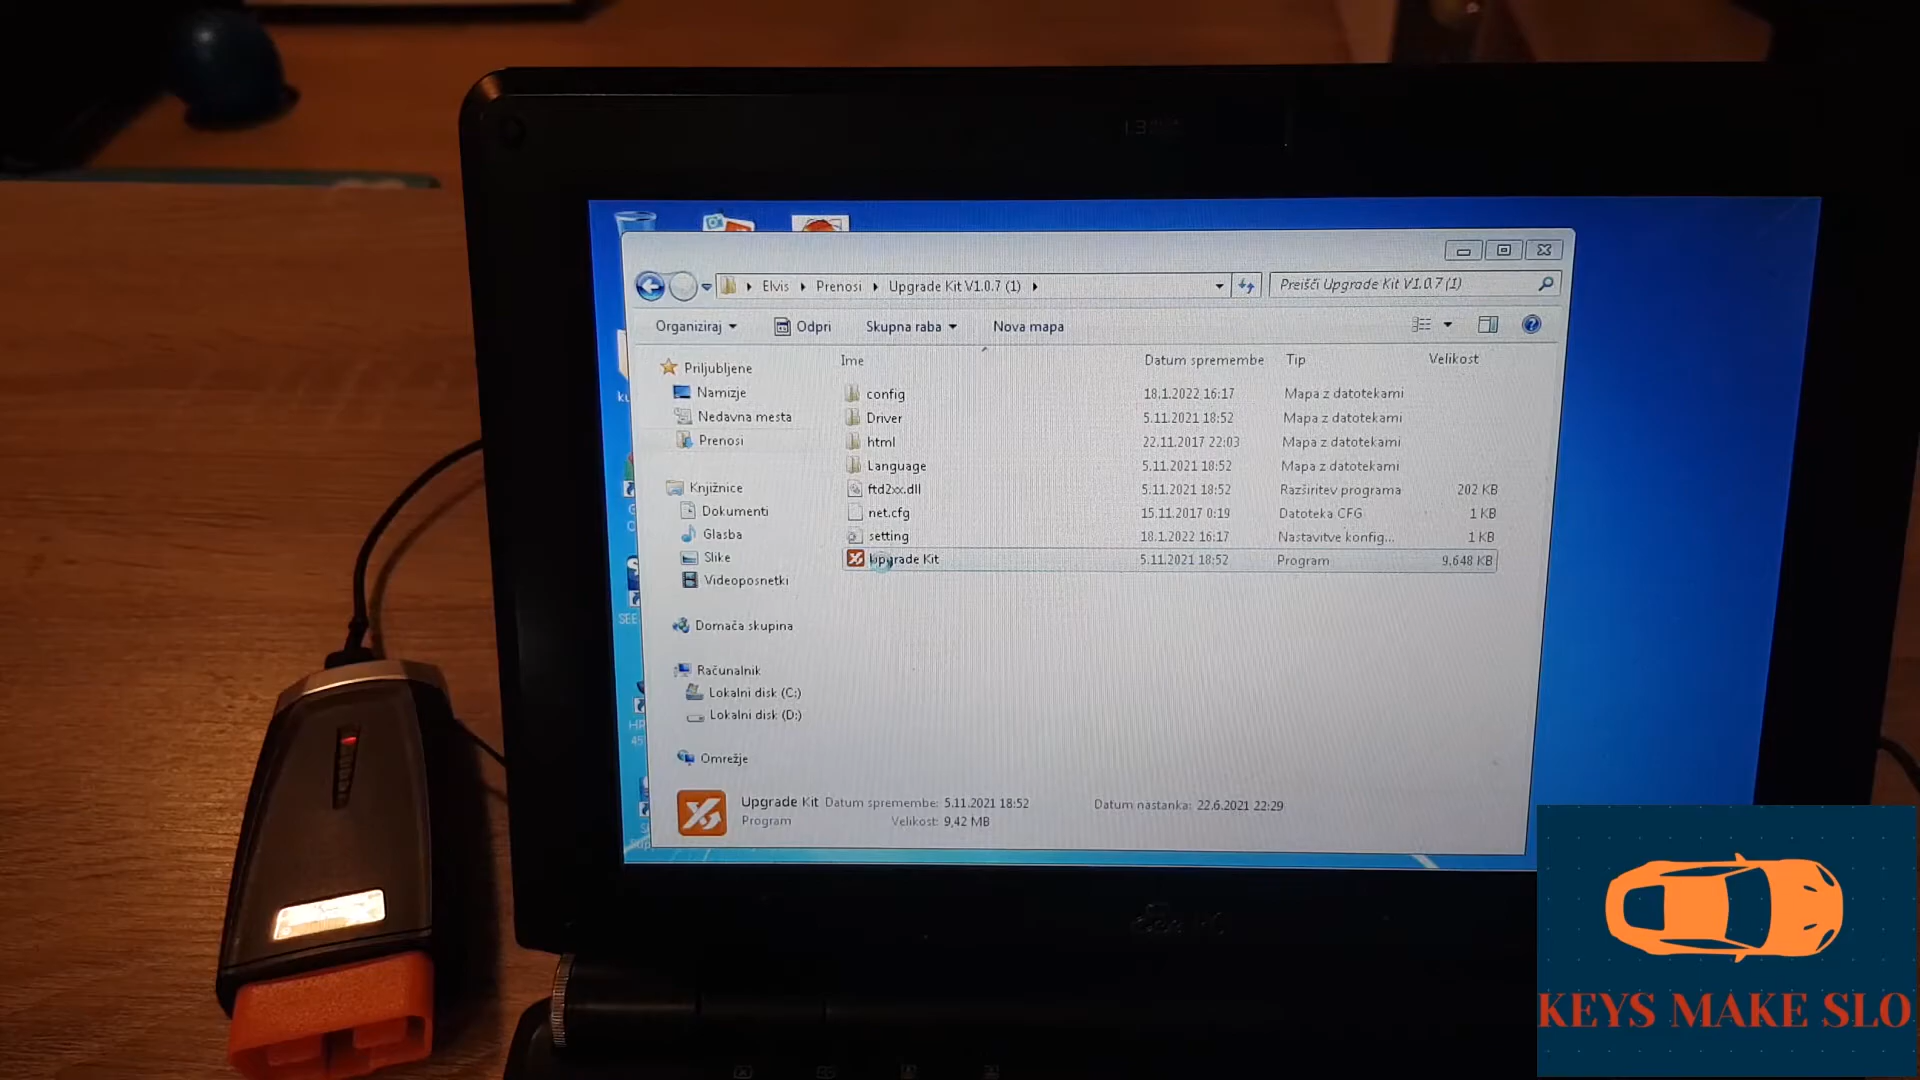 1.3
Elvis Prenosi Upgrade Kit V1.0.7 (1)
Preišči Upgrade Kit V1.0.7 (1)
Organiziraj Odpri Skupna raba Nova mapa
Ime Datum spremembe Tip Velikost
Priljubljene
Namizje
Nedavna mesta
Prenosi
Knjižnice
Dokumenti
Glasba
Slike
Videoposnetki
Domača skupina
Računalnik
Lokalni disk (C:)
Lokalni disk (D:)
Omrežje
config 18.1.2022 16:17 Mapa z datotekami
Driver 5.11.2021 18:52 Mapa z datotekami
html 22.11.2017 22:03 Mapa z datotekami
Language 5.11.2021 18:52 Mapa z datotekami
ftd2xx.dll 5.11.2021 18:52 Razširitev programa 202 KB
net.cfg 15.11.2017 0:19 Datoteka CFG 1 KB
setting 18.1.2022 16:17 Nastavitve konfig... 1 KB
Upgrade Kit 5.11.2021 18:52 Program 9.648 KB
Upgrade Kit Datum spremembe: 5.11.2021 18:52 Datum nastanka: 22.6.2021 22:29
Program Velikost: 9,42 MB
SEE
KEYS MAKE SLO